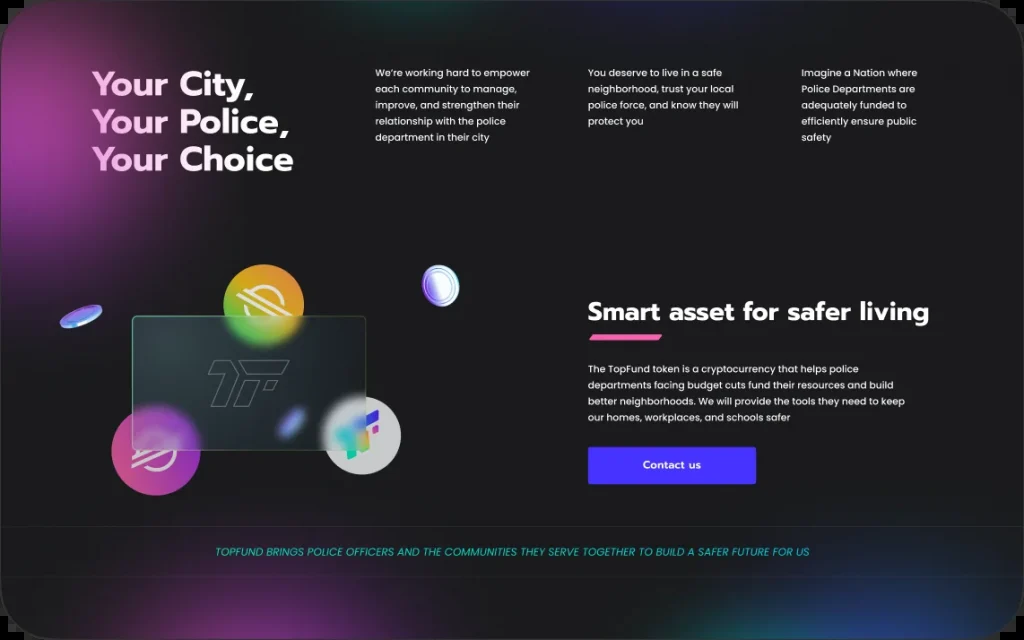 Your City,
Your Police,
Your Choice
We're working hard to empower
each community to manage,
improve, and strengthen their
relationship with the police
department in their city
You deserve to live in a safe
neighborhood, trust your local
police force, and know they will
protect you
Imagine a Nation where
Police Departments are
adequately funded to
efficiently ensure public
safety
TF
Smart asset for safer living
The TopFund token is a cryptocurrency that helps police
departments facing budget cuts fund their resources and build
better neighborhoods. We will provide the tools they need to keep
our homes, workplaces, and schools safer
Contact us
TOPFUND BRINGS POLICE OFFICERS AND THE COMMUNITIES THEY SERVE TOGETHER TO BUILD A SAFER FUTURE FOR US